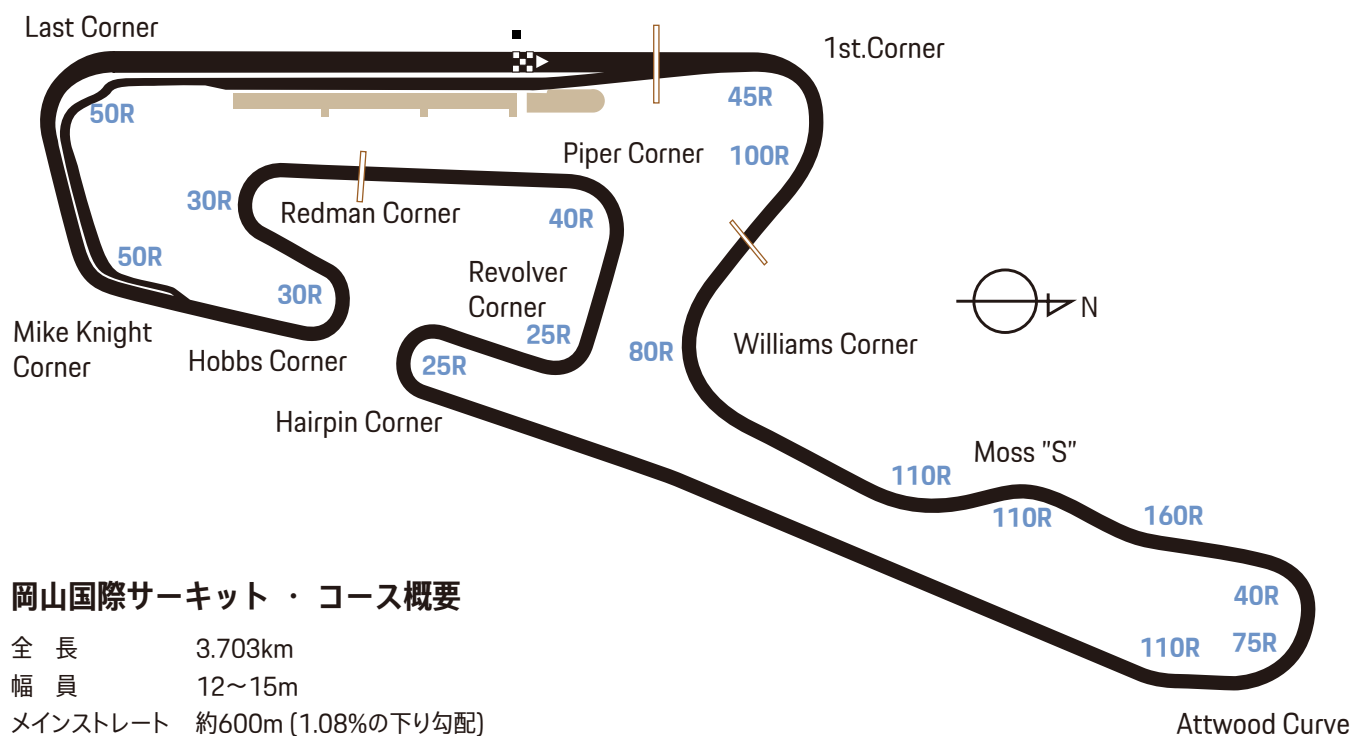 Last Corner
1st.Corner
50R
45R
Piper Corner
100R
30R
Redman Corner
40R
50R
Revolver
Corner
30R
N
Mike Knight
Corner
25R
80R
Williams Corner
Hobbs Corner
25R
Hairpin Corner
Moss "S"
110R
110R
160R
岡山国際サーキット ・ コース概要
40R
全 長 3.703km
110R
75R
幅 員 12〜15m
メインストレート 約600m (1.08%の下り勾配)
Attwood Curve